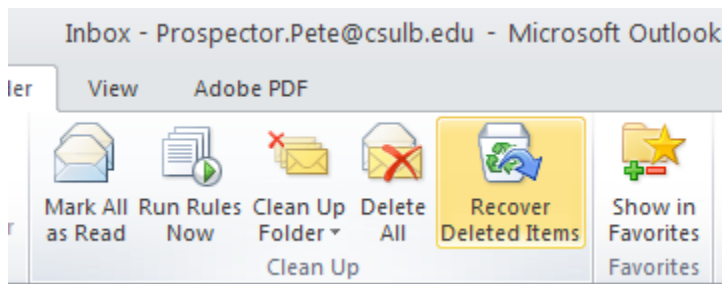 Inbox - Prospector.Pete@csulb.edu - Microsoft Outlook
View Adobe PDF
Mark All as Read
Run Rules Now
Clean Up Folder
Delete All
Recover Deleted Items
Show in Favorites
Clean Up
Favorites